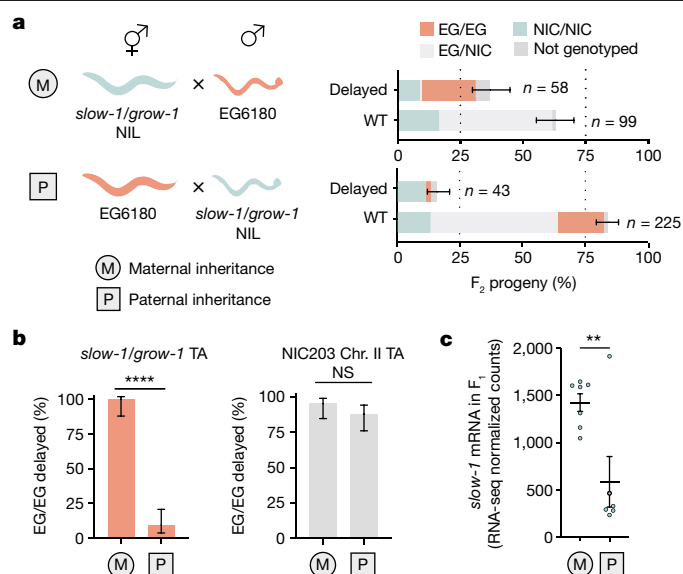 a
EG/EG
NIC/NIC
EG/NIC
Not genotyped
M
×
slow-1/grow-1
NIL
EG6180
Delayed
n = 58
WT
n = 99
0
25
50
75
100
P
×
EG6180
slow-1/grow-1
NIL
Delayed
n = 43
WT
n = 225
0
25
50
75
100
F₂ progeny (%)
M Maternal inheritance
P Paternal inheritance
b
slow-1/grow-1 TA
****
EG/EG delayed (%)
100
75
50
25
0
M
P
NIC203 Chr. II TA
NS
EG/EG delayed (%)
100
75
50
25
0
M
P
c
**
slow-1 mRNA in F₁
(RNA-seq normalized counts)
2,000
1,500
1,000
500
0
M
P